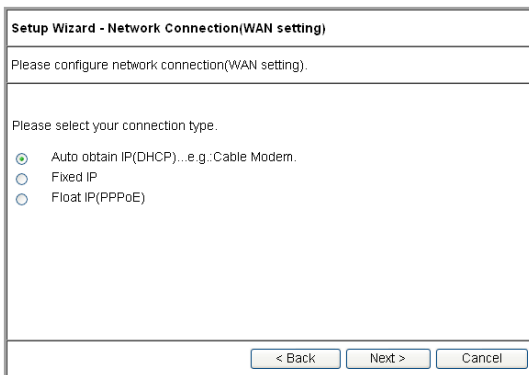 Setup Wizard - Network Connection(WAN setting)
Please configure network connection(WAN setting).
Please select your connection type.
Auto obtain IP(DHCP)...e.g.:Cable Modem.
Fixed IP
Float IP(PPPoE)
< Back Next > Cancel